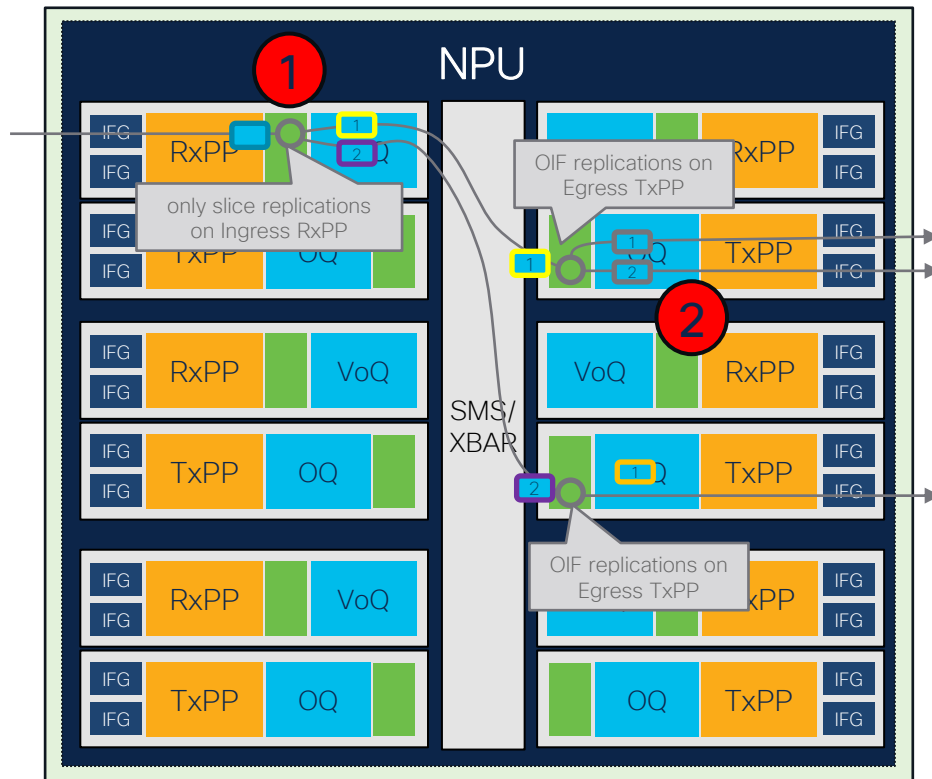 NPU
1
IFG
IFG
RxPP
1
2
Q
only slice replications
on Ingress RxPP
IFG
IFG
TxPP
OQ
IFG
IFG
RxPP
VoQ
IFG
IFG
TxPP
OQ
IFG
IFG
RxPP
VoQ
IFG
IFG
TxPP
OQ
SMS/
XBAR
OIF replications on
Egress TxPP
RxPP
IFG
IFG
1
1
2
OQ
TxPP
IFG
IFG
2
VoQ
RxPP
IFG
IFG
2
1
OQ
TxPP
IFG
IFG
OIF replications on
Egress TxPP
RxPP
IFG
IFG
OQ
TxPP
IFG
IFG